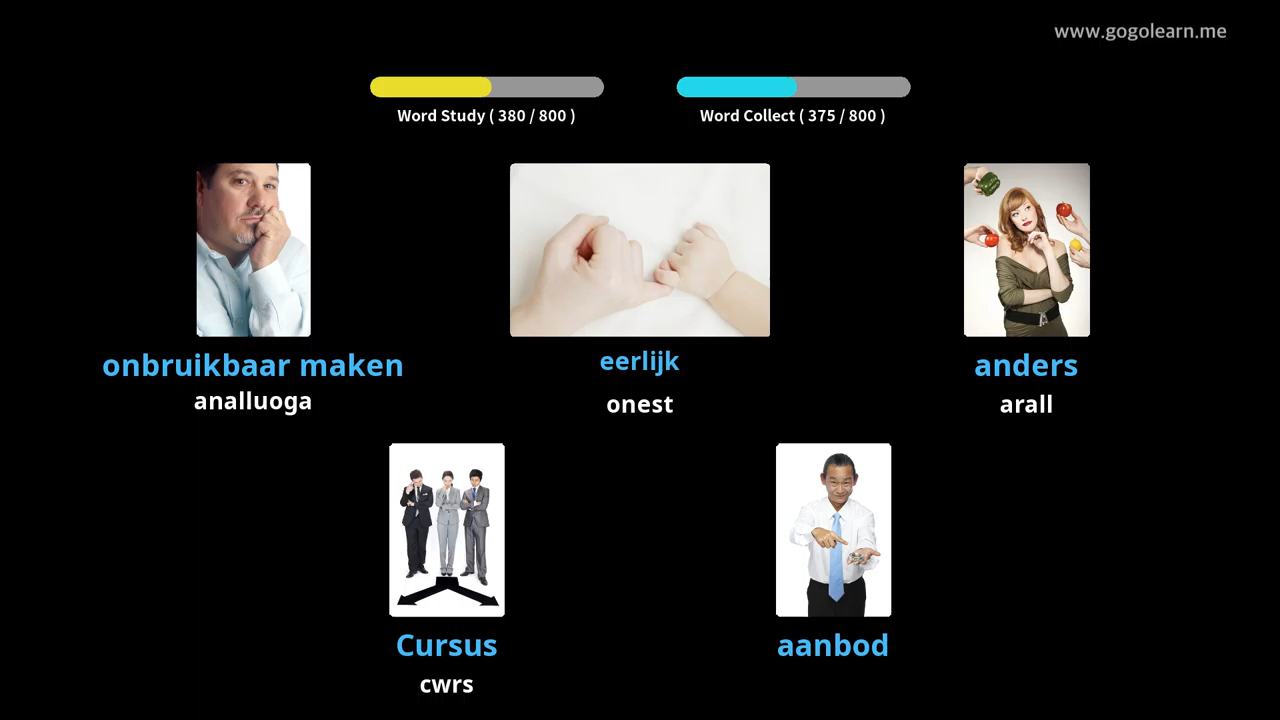 www.gogolearn.me
Word Study ( 380 / 800 )
Word Collect ( 375 / 800 )
onbruikbaar maken
analluoga
eerlijk
onest
anders
arall
Cursus
cwrs
aanbod